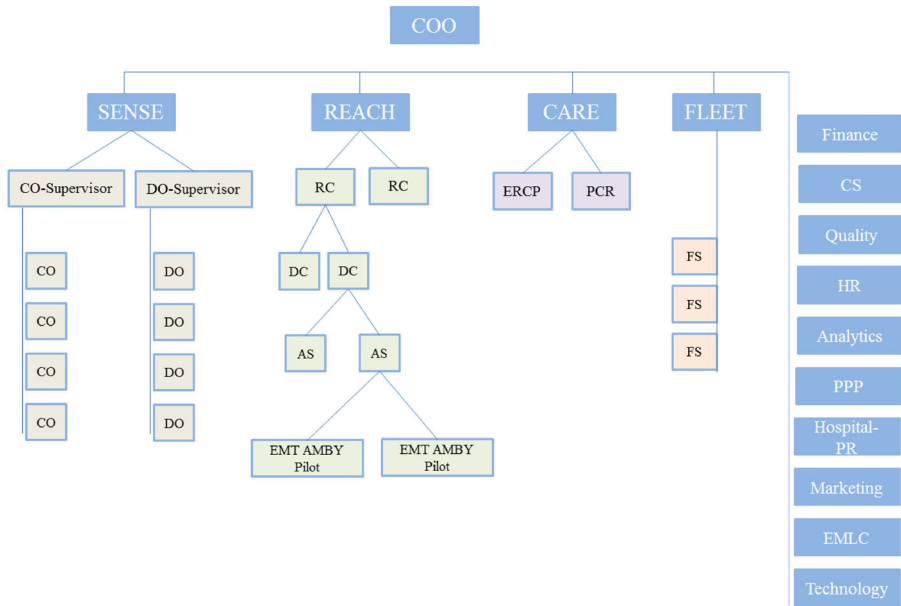 COO
SENSE
REACH
CARE
FLEET
Finance
CS
Quality
HR
Analytics
PPP
Hospital-
PR
Marketing
EMLC
Technology
CO-Supervisor
DO-Supervisor
CO
CO
CO
CO
DO
DO
DO
DO
RC
RC
DC
DC
AS
AS
EMT AMBY
Pilot
EMT AMBY
Pilot
ERCP
PCR
FS
FS
FS